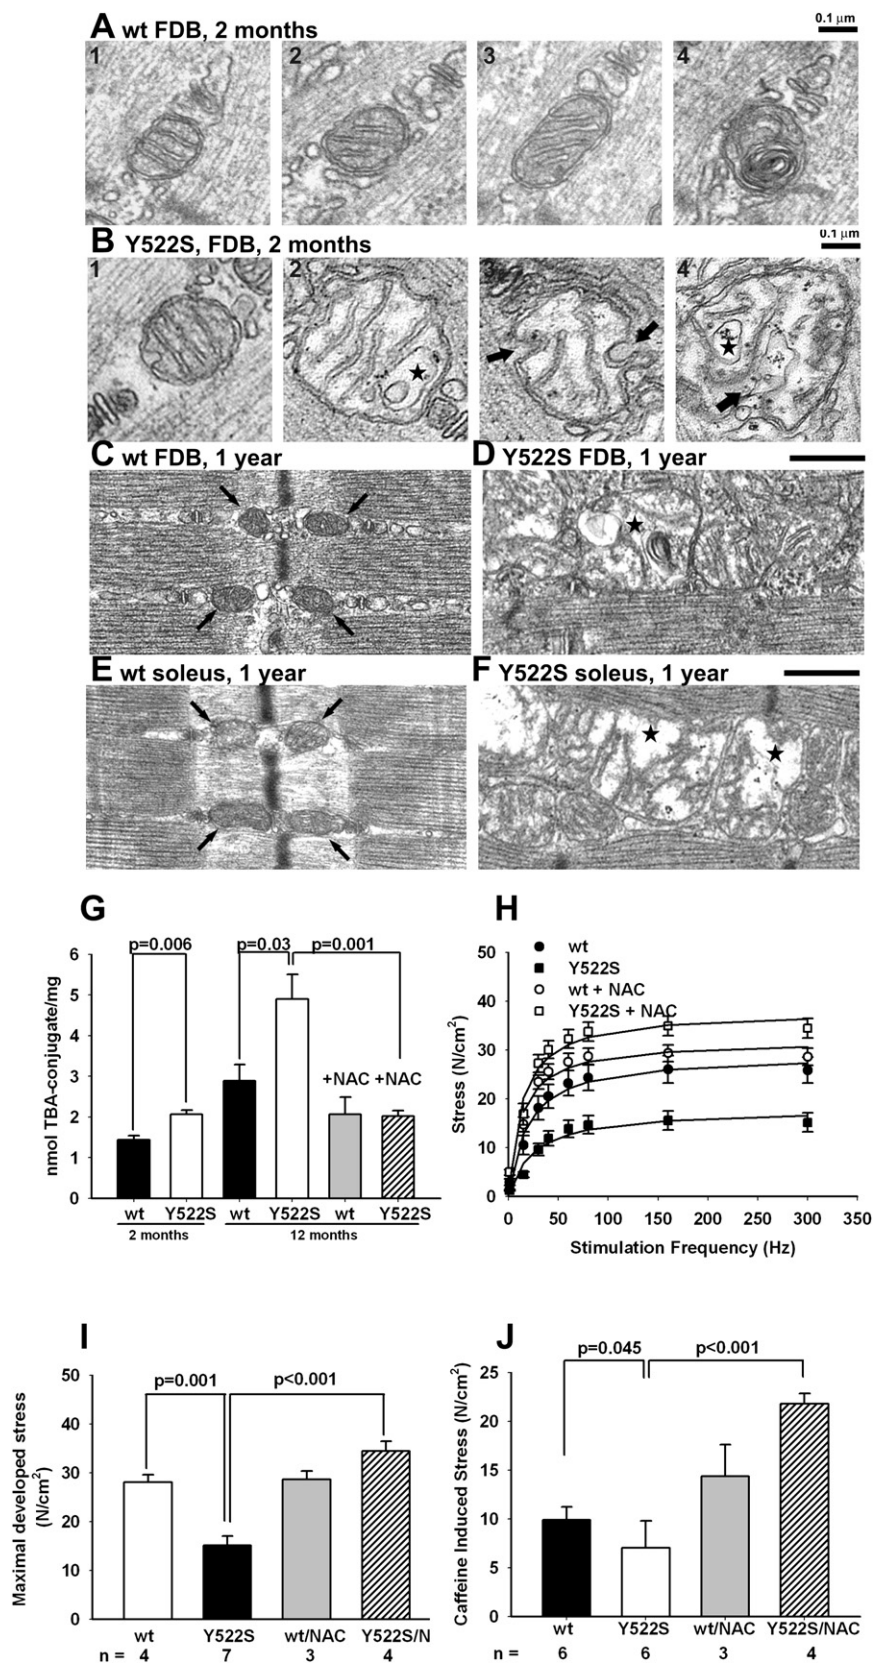 A wt FDB, 2 months
0.1 μm
1 2 3 4
B Y522S, FDB, 2 months
0.1 μm
1 2 3 4
C wt FDB, 1 year
D Y522S FDB, 1 year
E wt soleus, 1 year
F Y522S soleus, 1 year
G
p=0.006 p=0.03 p=0.001
6
5
4
3
2
1
0
nmol TBA-conjugate/mg
+NAC +NAC
wt Y522S wt Y522S wt Y522S
2 months 12 months
H
wt
Y522S
wt + NAC
Y522S + NAC
50
40
30
20
10
0
Stress (N/cm²)
0 50 100 150 200 250 300 350
Stimulation Frequency (Hz)
I
p=0.001 p<0.001
50
40
30
20
10
0
Maximal developed stress
(N/cm²)
wt Y522S wt/NAC Y522S/N
n = 4 7 3 4
J
p=0.045 p<0.001
25
20
15
10
5
0
Caffeine Induced Stress (N/cm²)
wt Y522S wt/NAC Y522S/NAC
n = 6 6 3 4